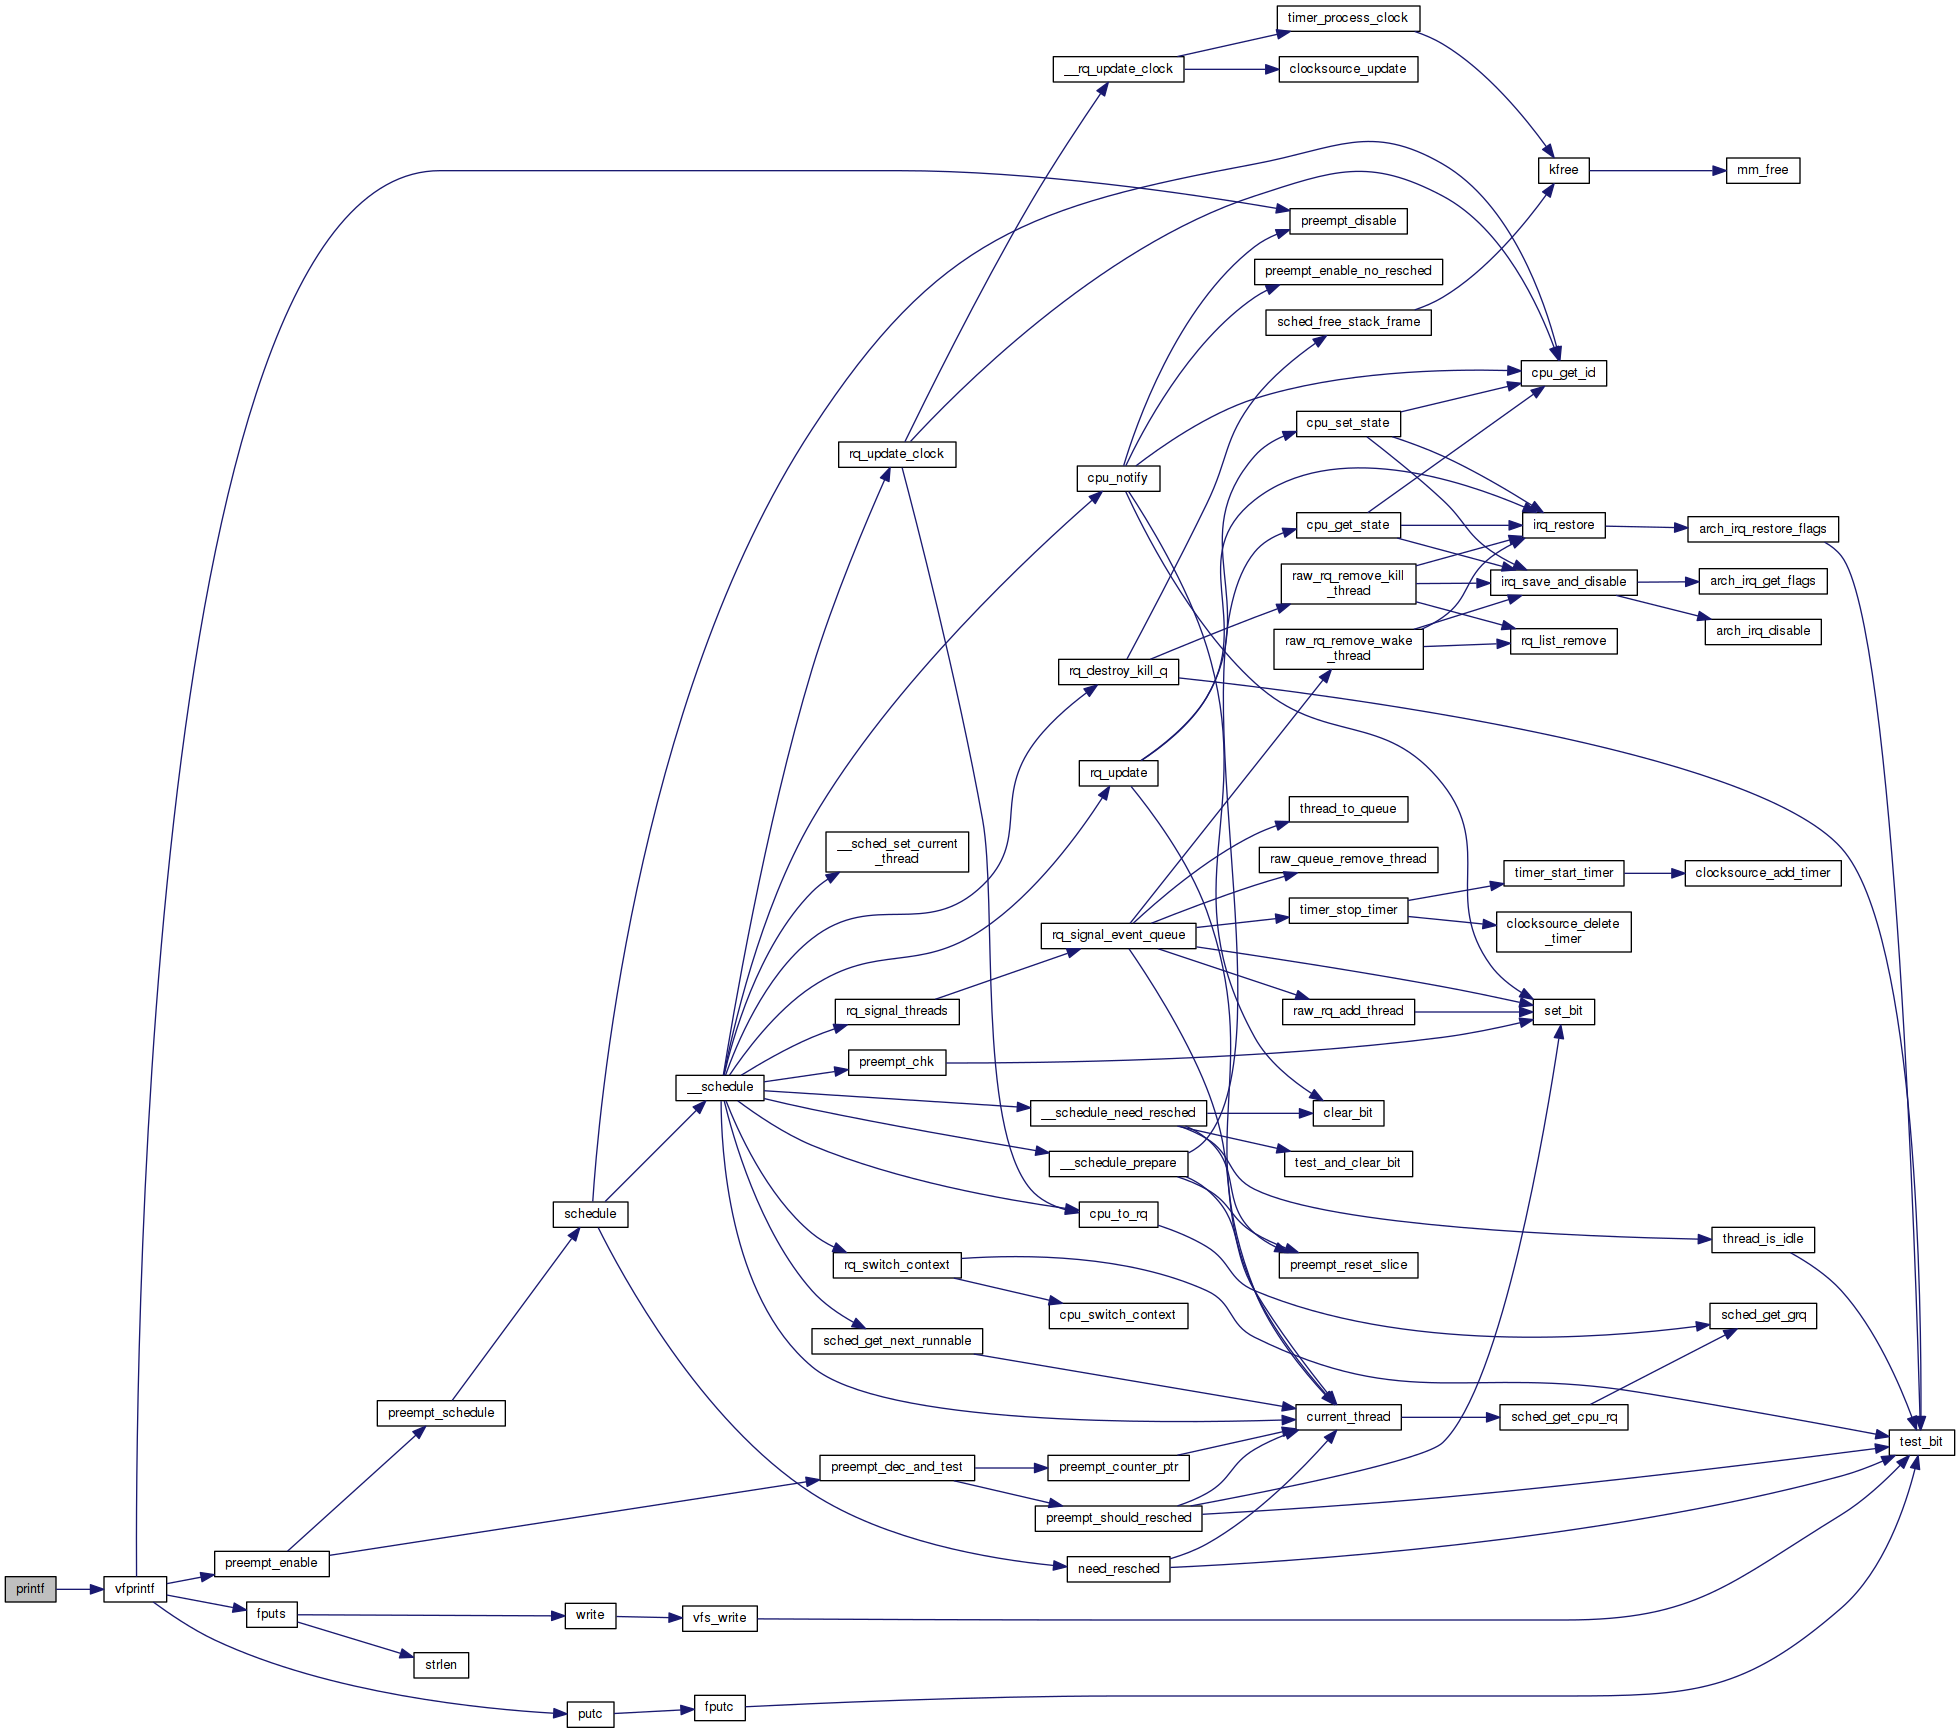 timer_process_clock
__rq_update_clock
clocksource_update
kfree
mm_free
preempt_disable
preempt_enable_no_resched
sched_free_stack_frame
cpu_get_id
cpu_set_state
rq_update_clock
cpu_notify
cpu_get_state
irq_restore
arch_irq_restore_flags
raw_rq_remove_kill
_thread
irq_save_and_disable
arch_irq_get_flags
arch_irq_disable
raw_rq_remove_wake
_thread
rq_list_remove
rq_destroy_kill_q
rq_update
thread_to_queue
__sched_set_current
_thread
raw_queue_remove_thread
timer_start_timer
clocksource_add_timer
timer_stop_timer
clocksource_delete
_timer
rq_signal_event_queue
rq_signal_threads
raw_rq_add_thread
set_bit
preempt_chk
__schedule
__schedule_need_resched
clear_bit
__schedule_prepare
test_and_clear_bit
schedule
cpu_to_rq
thread_is_idle
rq_switch_context
preempt_reset_slice
cpu_switch_context
sched_get_grq
sched_get_next_runnable
preempt_schedule
current_thread
sched_get_cpu_rq
test_bit
preempt_dec_and_test
preempt_counter_ptr
preempt_should_resched
preempt_enable
need_resched
printf
vfprintf
fputs
write
vfs_write
strlen
putc
fputc